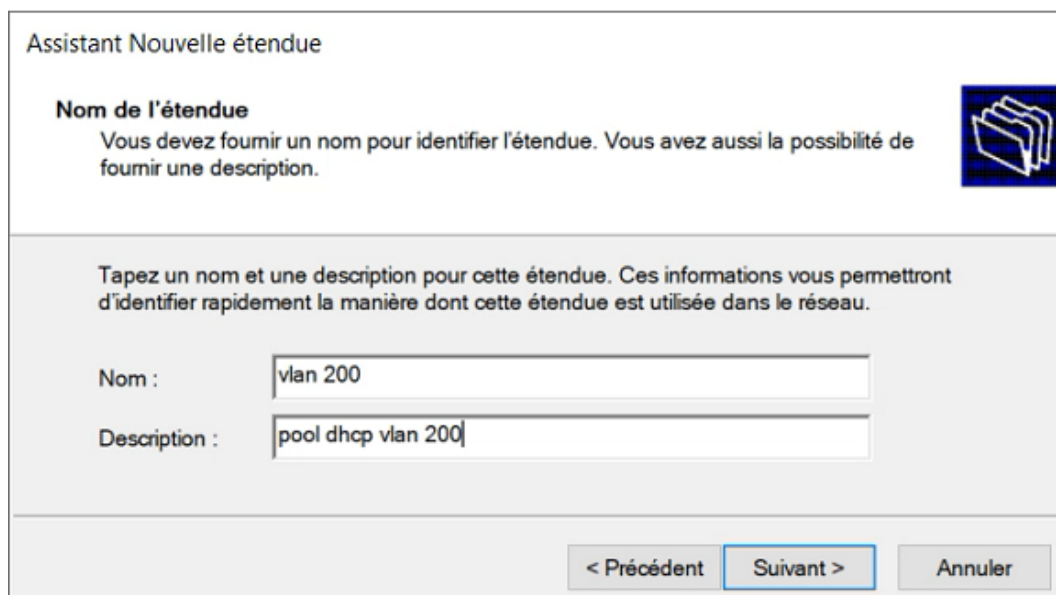 Assistant Nouvelle étendue
Nom de l'étendue
Vous devez fournir un nom pour identifier l'étendue. Vous avez aussi la possibilité de
fournir une description.
Tapez un nom et une description pour cette étendue. Ces informations vous permettront
d'identifier rapidement la manière dont cette étendue est utilisée dans le réseau.
Nom : vlan 200
Description : pool dhcp vlan 200
< Précédent Suivant > Annuler